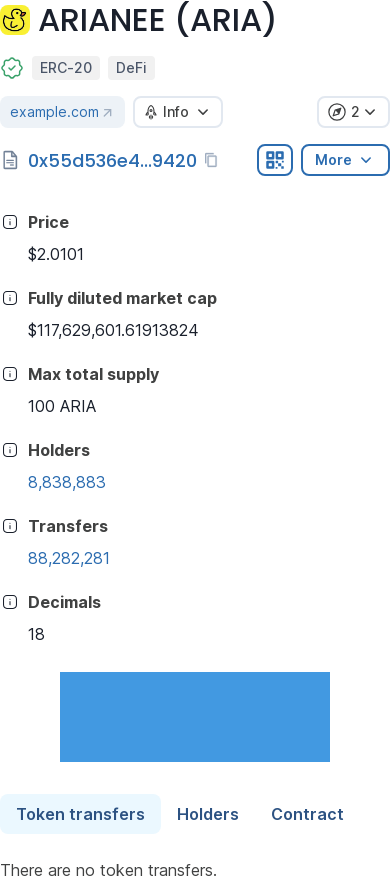 ARIANEE (ARIA)
ERC-20 DeFi
example.com Info 2
0x55d536e4...9420 More
Price
$2.0101
Fully diluted market cap
$117,629,601.61913824
Max total supply
100 ARIA
Holders
8,838,883
Transfers
88,282,281
Decimals
18
Token transfers Holders Contract
There are no token transfers.